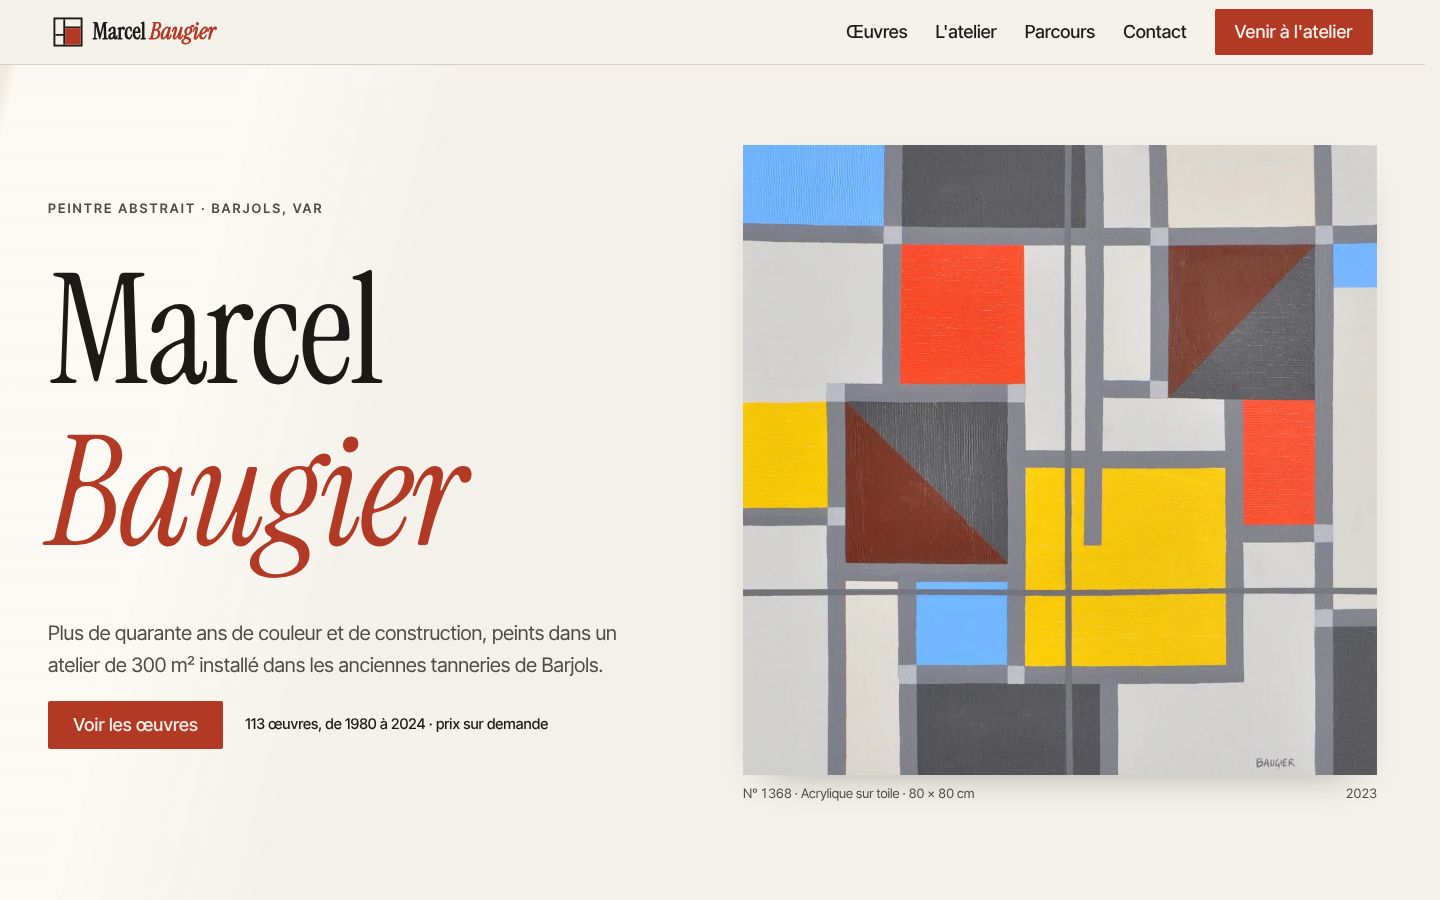 Marcel Baugier
Œuvres
L'atelier
Parcours
Contact
Venir à l'atelier
PEINTRE ABSTRAIT · BARJOLS, VAR
Marcel
Baugier
Plus de quarante ans de couleur et de construction, peints dans un
atelier de 300 m² installé dans les anciennes tanneries de Barjols.
Voir les œuvres
113 œuvres, de 1980 à 2024 · prix sur demande
BAUGIER
N° 1368 · Acrylique sur toile · 80 × 80 cm
2023